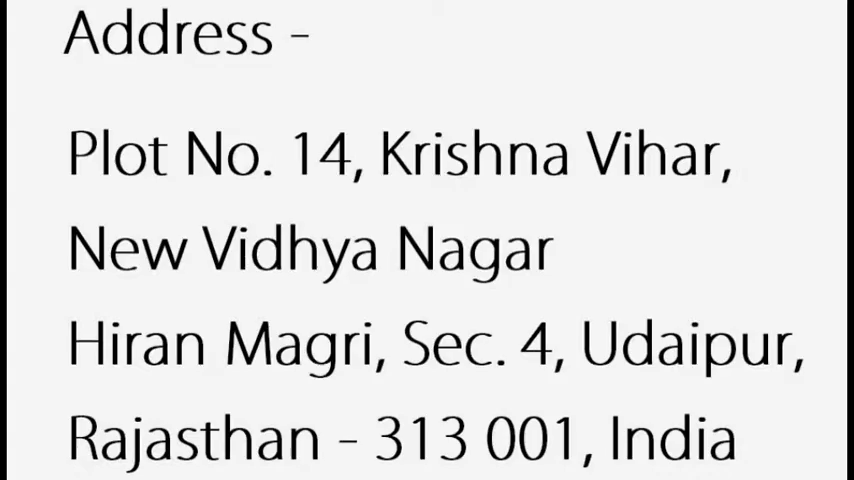 Address -
Plot No. 14, Krishna Vihar,
New Vidhya Nagar
Hiran Magri, Sec. 4, Udaipur,
Rajasthan - 313 001, India